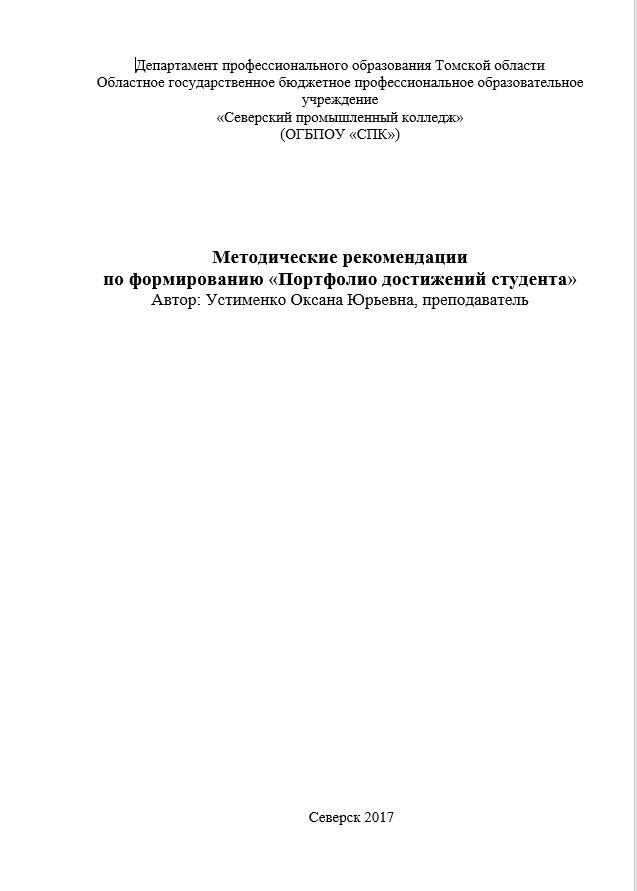 Департамент профессионального образования Томской области
Областное государственное бюджетное профессиональное образовательное
учреждение
«Северский промышленный колледж»
(ОГБПОУ «СПК»)
Методические рекомендации
по формированию «Портфолио достижений студента»
Автор: Устименко Оксана Юрьевна, преподаватель
Северск 2017